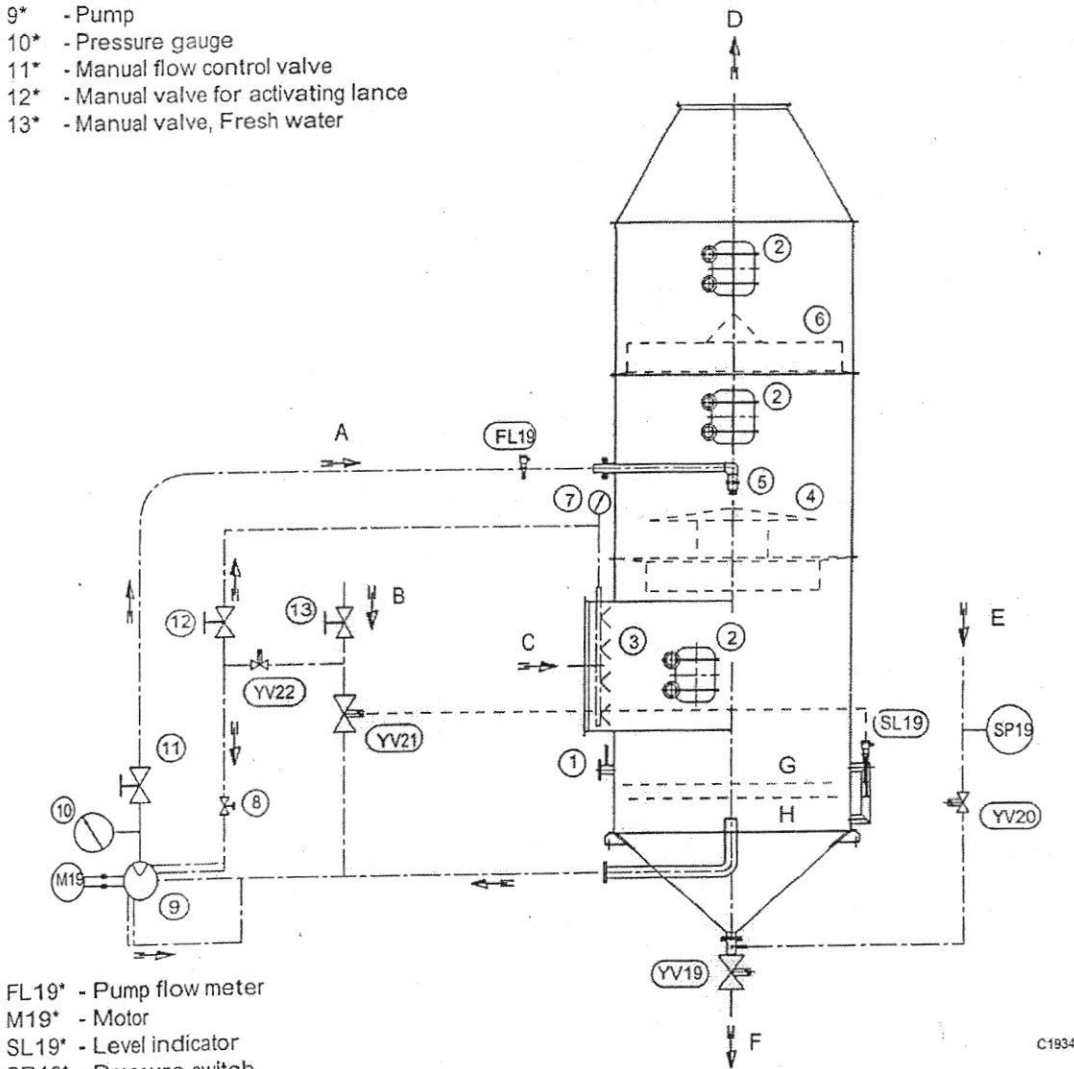 9* - Pump
10* - Pressure gauge
11* - Manual flow control valve
12* - Manual valve for activating lance
13* - Manual valve, Fresh water
D
2
6
2
A
FL19
5
7
4
12
13
B
C
3
2
E
YV22
YV21
SL19
SP19
11
1
G
8
H
YV20
10
M19
9
YV19
F
FL19* - Pump flow meter
M19* - Motor
SL19* - Level indicator
C1934